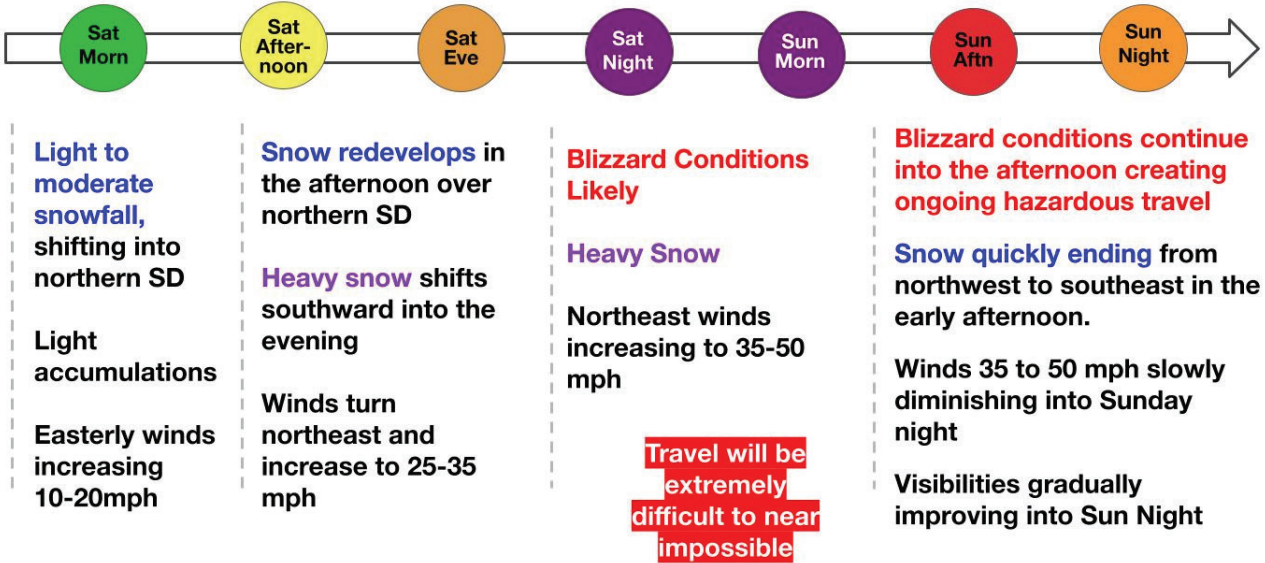 Sat
Morn
Sat
After-
noon
Sat
Eve
Sat
Night
Sun
Morn
Sun
Aftn
Sun
Night
Light to
moderate
snowfall,
shifting into
northern SD
Light
accumulations
Easterly winds
increasing
10-20mph
Snow redevelops in
the afternoon over
northern SD
Heavy snow shifts
southward into the
evening
Winds turn
northeast and
increase to 25-35
mph
Blizzard Conditions
Likely
Heavy Snow
Northeast winds
increasing to 35-50
mph
Travel will be
extremely
difficult to near
impossible
Blizzard conditions continue
into the afternoon creating
ongoing hazardous travel
Snow quickly ending from
northwest to southeast in the
early afternoon.
Winds 35 to 50 mph slowly
diminishing into Sunday
night
Visibilities gradually
improving into Sun Night